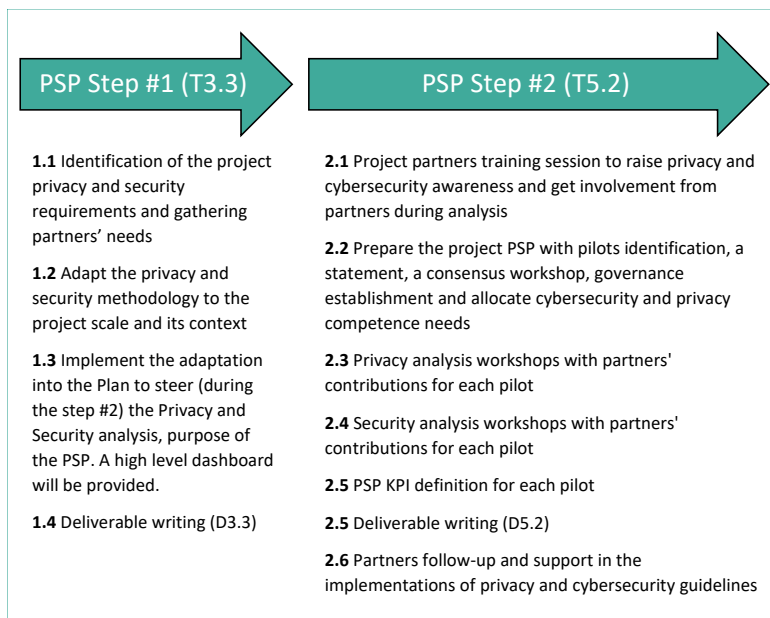 PSP Step #1 (T3.3)
1.1 Identification of the project
privacy and security
requirements and gathering
partners’ needs
1.2 Adapt the privacy and
security methodology to the
project scale and its context
1.3 Implement the adaptation
into the Plan to steer (during
the step #2) the Privacy and
Security analysis, purpose of
the PSP. A high level dashboard
will be provided.
1.4 Deliverable writing (D3.3)
PSP Step #2 (T5.2)
2.1 Project partners training session to raise privacy and
cybersecurity awareness and get involvement from
partners during analysis
2.2 Prepare the project PSP with pilots identification, a
statement, a consensus workshop, governance
establishment and allocate cybersecurity and privacy
competence needs
2.3 Privacy analysis workshops with partners'
contributions for each pilot
2.4 Security analysis workshops with partners'
contributions for each pilot
2.5 PSP KPI definition for each pilot
2.5 Deliverable writing (D5.2)
2.6 Partners follow-up and support in the
implementations of privacy and cybersecurity guidelines